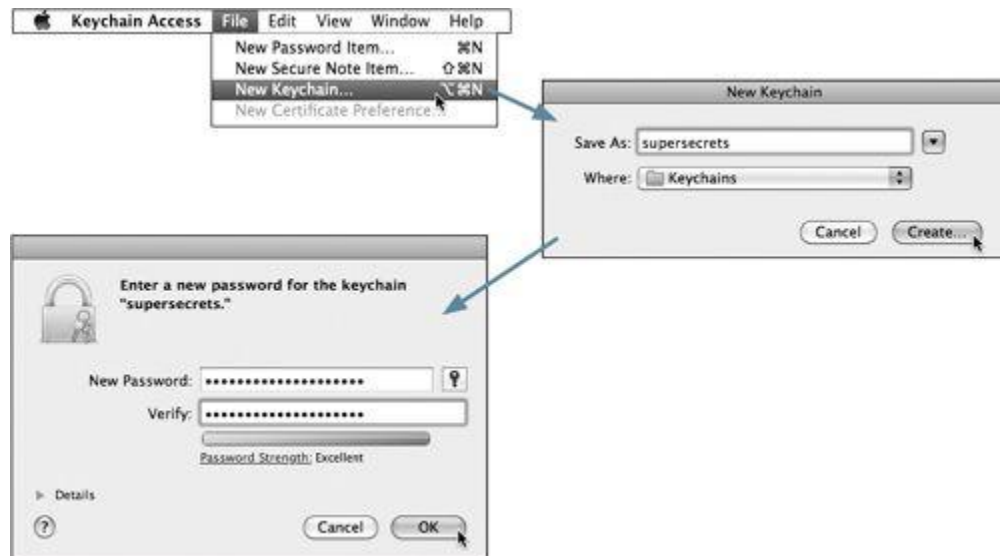 Keychain Access File Edit View Window Help
New Password Item... ⌘N
New Secure Note Item... ⇧⌘N
New Keychain... ⌥⌘N
New Certificate Preference...
New Keychain
Save As: supersecrets
Where: Keychains
Cancel Create...
Enter a new password for the keychain
"supersecrets."
New Password: ••••••••••••••••••••
Verify: ••••••••••••••••••••
Password Strength: Excellent
Details
? Cancel OK